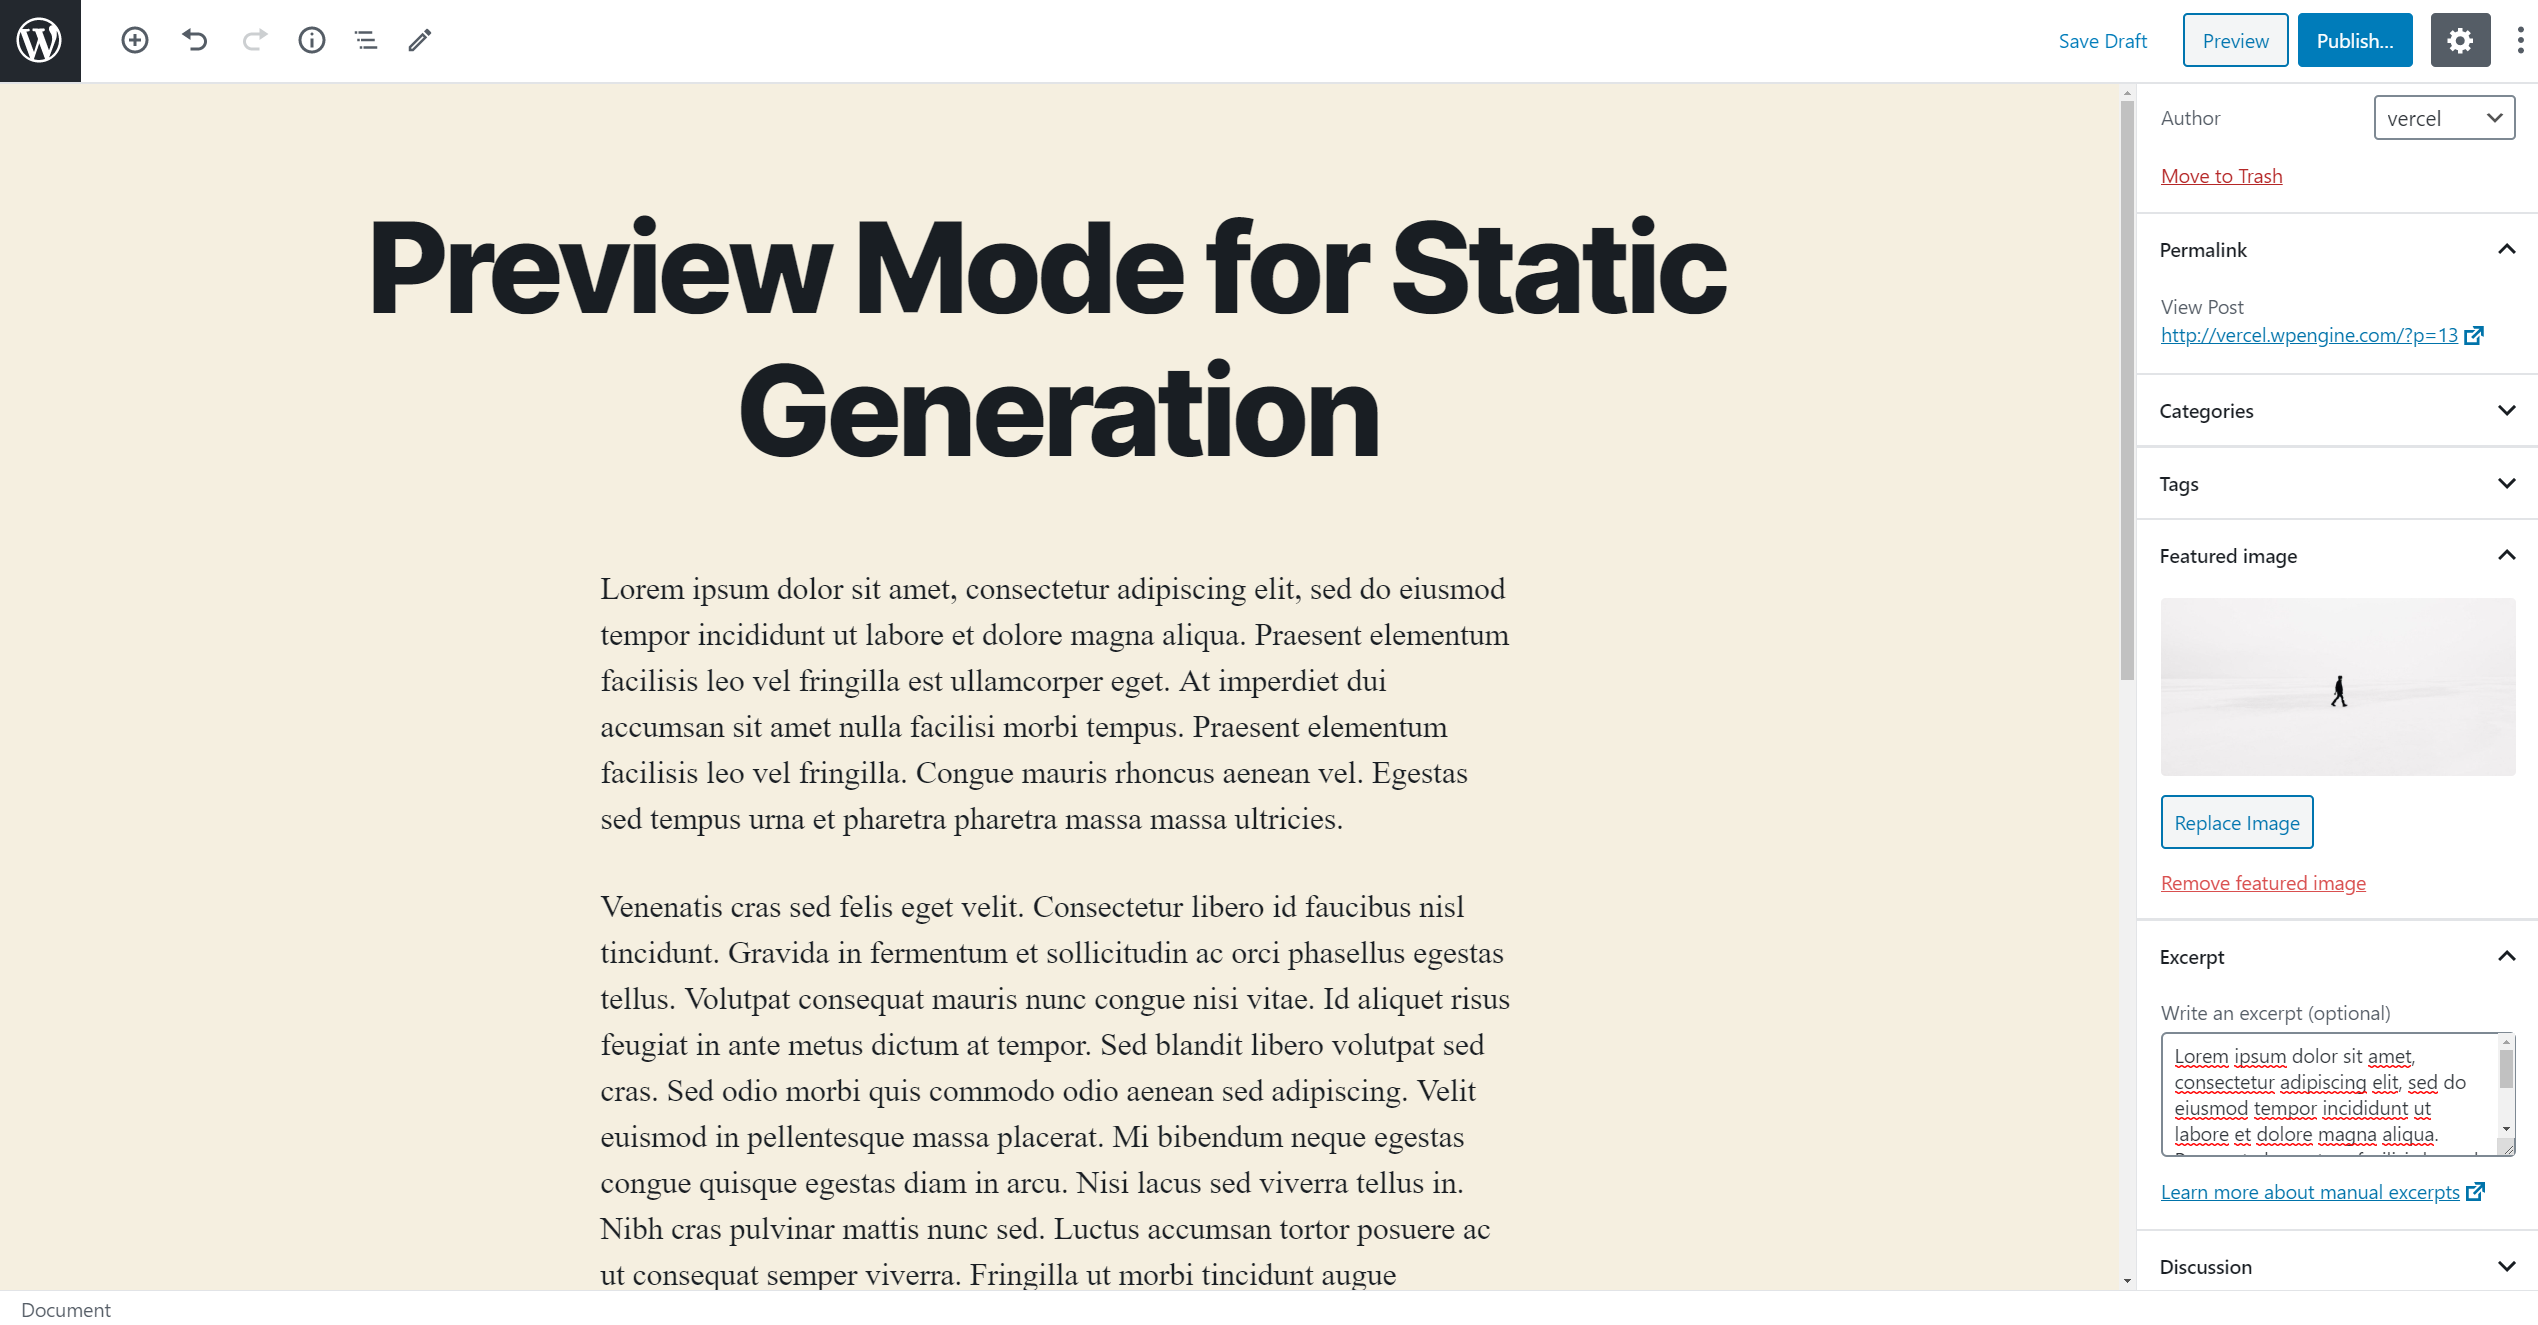 Save Draft
Preview
Publish...
Author
vercel
Move to Trash
Permalink
View Post
http://vercel.wpengine.com/?p=13
Categories
Tags
Featured image
Replace Image
Remove featured image
Excerpt
Write an excerpt (optional)
Lorem ipsum dolor sit amet,
consectetur adipiscing elit, sed do
eiusmod tempor incididunt ut
labore et dolore magna aliqua.
Learn more about manual excerpts
Discussion
Preview Mode for Static
Generation
Lorem ipsum dolor sit amet, consectetur adipiscing elit, sed do eiusmod
tempor incididunt ut labore et dolore magna aliqua. Praesent elementum
facilisis leo vel fringilla est ullamcorper eget. At imperdiet dui
accumsan sit amet nulla facilisi morbi tempus. Praesent elementum
facilisis leo vel fringilla. Congue mauris rhoncus aenean vel. Egestas
sed tempus urna et pharetra pharetra massa massa ultricies.
Venenatis cras sed felis eget velit. Consectetur libero id faucibus nisl
tincidunt. Gravida in fermentum et sollicitudin ac orci phasellus egestas
tellus. Volutpat consequat mauris nunc congue nisi vitae. Id aliquet risus
feugiat in ante metus dictum at tempor. Sed blandit libero volutpat sed
cras. Sed odio morbi quis commodo odio aenean sed adipiscing. Velit
euismod in pellentesque massa placerat. Mi bibendum neque egestas
congue quisque egestas diam in arcu. Nisi lacus sed viverra tellus in.
Nibh cras pulvinar mattis nunc sed. Luctus accumsan tortor posuere ac
ut consequat semper viverra. Fringilla ut morbi tincidunt augue
Document